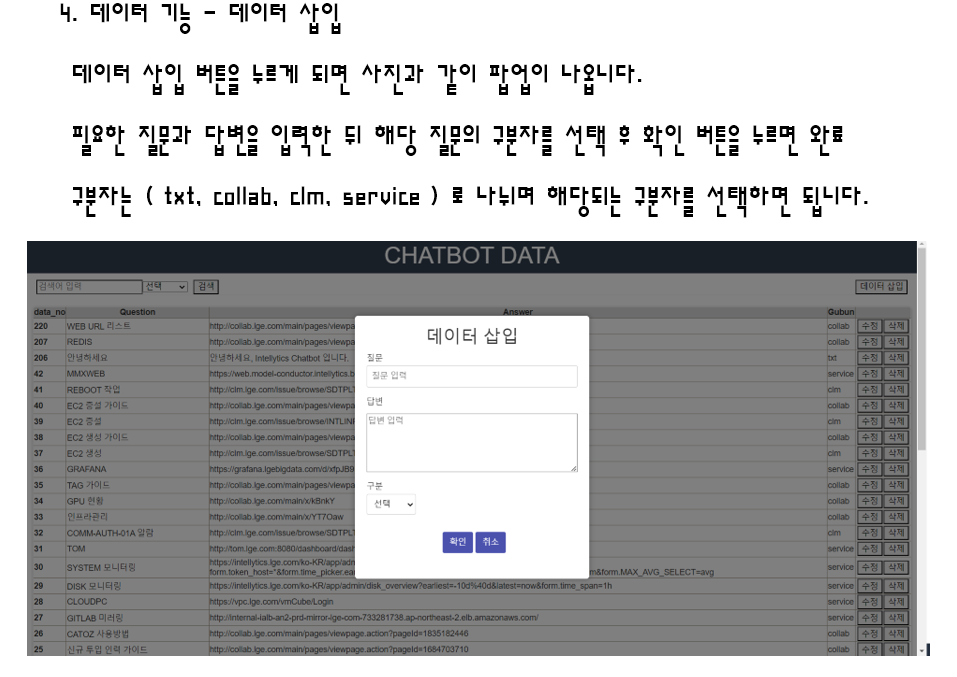 4. 데이터 기능 - 데이터 삽입
데이터 삽입 버튼을 누르게 되면 사진과 같이 팝업이 나옵니다.
필요한 질문과 답변을 입력한 뒤 해당 질문의 구분자를 선택 후 확인 버튼을 누르면 완료
구분자는 ( txt, collab, clm, service ) 로 나뉘며 해당되는 구분자를 선택하면 됩니다.
CHATBOT DATA
검색어 입력 선택 검색 데이터 삽입
data_no Question Answer Gubun
220 WEB URL 리스트 http://collab.lge.com/main/pages/viewpa collab 수정 삭제
207 REDIS http://collab.lge.com/main/pages/viewpa collab 수정 삭제
206 안녕하세요 안녕하세요, Intellytics Chatbot 입니다. txt 수정 삭제
42 MMXWEB https://web.model-conductor.intellytics.b service 수정 삭제
41 REBOOT 작업 http://clm.lge.com/issue/browse/SDTPL clm 수정 삭제
40 EC2 증설 가이드 http://collab.lge.com/main/pages/viewpa collab 수정 삭제
39 EC2 증설 http://clm.lge.com/issue/browse/INTLIN clm 수정 삭제
38 EC2 생성 가이드 http://collab.lge.com/main/pages/viewpa collab 수정 삭제
37 EC2 생성 http://clm.lge.com/issue/browse/SDTPL clm 수정 삭제
36 GRAFANA https://grafana.lgebigdata.com/d/xfpJB9 service 수정 삭제
35 TAG 가이드 http://collab.lge.com/main/pages/viewpa collab 수정 삭제
34 GPU 현황 http://collab.lge.com/main/x/kBnkY collab 수정 삭제
33 인프라관리 http://collab.lge.com/main/x/YT7Oaw collab 수정 삭제
32 COMM-AUTH-01A 알람 http://clm.lge.com/issue/browse/SDTPL clm 수정 삭제
31 TOM http://tom.lge.com:8080/dashboard/dast service 수정 삭제
30 SYSTEM 모니터링 https://intellytics.lge.com/ko-KR/app/adn service 수정 삭제
form.token_host=*&form.time_picker.ea m&form.MAX_AVG_SELECT=avg
29 DISK 모니터링 https://intellytics.lge.com/ko-KR/app/admin/disk_overview?earliest=-10d%40d&latest=now&form.time_span=1h service 수정 삭제
28 CLOUDPC https://vpc.lge.com/vmCube/Login service 수정 삭제
27 GITLAB 미러링 http://internal-ialb-an2-prd-mirror-lge-com-733281738.ap-northeast-2.elb.amazonaws.com/ service 수정 삭제
26 CATOZ 사용방법 http://collab.lge.com/main/pages/viewpage.action?pageId=1835182446 collab 수정 삭제
25 신규 투입 인력 가이드 http://collab.lge.com/main/pages/viewpage.action?pageId=1684703710 collab 수정 삭제
데이터 삽입
질문
질문 입력
답변
답변 입력
구분
선택
확인 취소